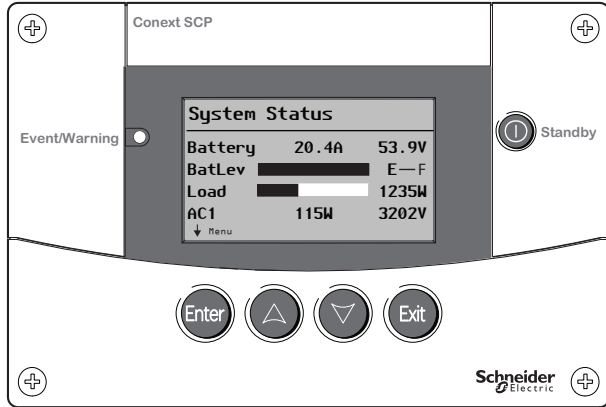 Conext SCP
System Status
Event/Warning
Standby
Battery 20.4A 53.9V
BatLev E—F
Load 1235W
AC1 115W 3202V
↓ Menu
Enter Exit
Schneider
Electric